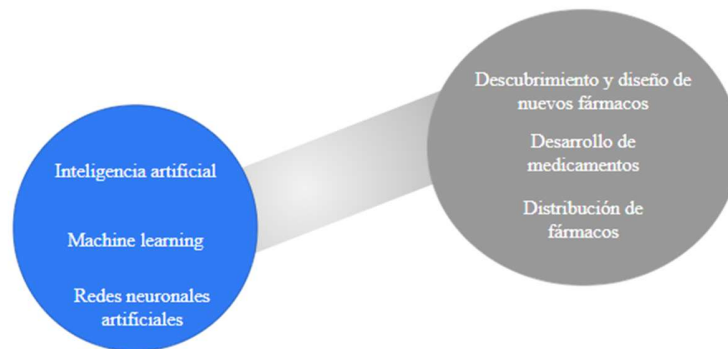 Descubrimiento y diseño de
nuevos fármacos
Desarrollo de
medicamentos
Distribución de
fármacos
Inteligencia artificial
Machine learning
Redes neuronales
artificiales